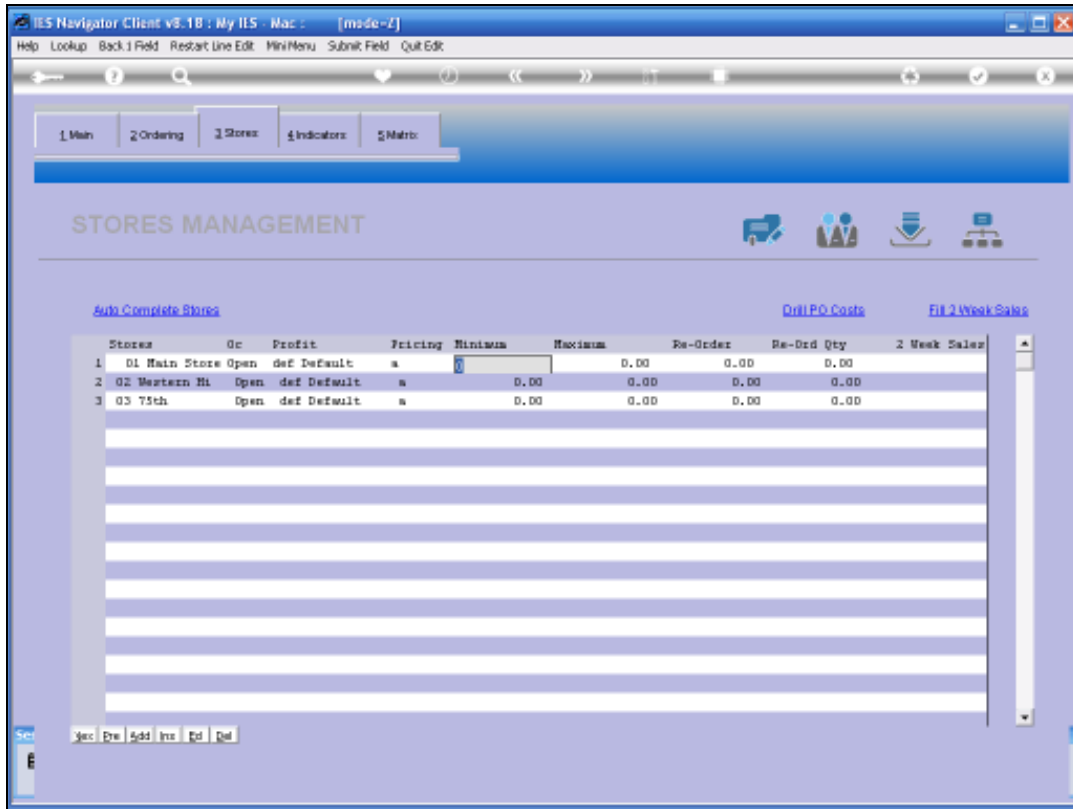 IES Navigator Client v8.18 : My IES - Mac : [mode=Z]
Help Lookup Back 1 Field Restart Line Edit MiniMenu Submit Field Quit Edit
1 Main 2 Ordering 3 Stores 4 Indicators 5 Matrix
STORES MANAGEMENT
Auto Complete Stores Drill PO Costs Fill 2 Week Sales
Stores Oc Profit Pricing Minimum Maximum Re-Order Re-Ord Qty 2 Week Sales
1 01 Main Store Open def Default m 0 0.00 0.00 0.00
2 02 Western Mi Open def Default m 0.00 0.00 0.00 0.00
3 03 75th Open def Default m 0.00 0.00 0.00 0.00
Pre Add Ins Ed Del